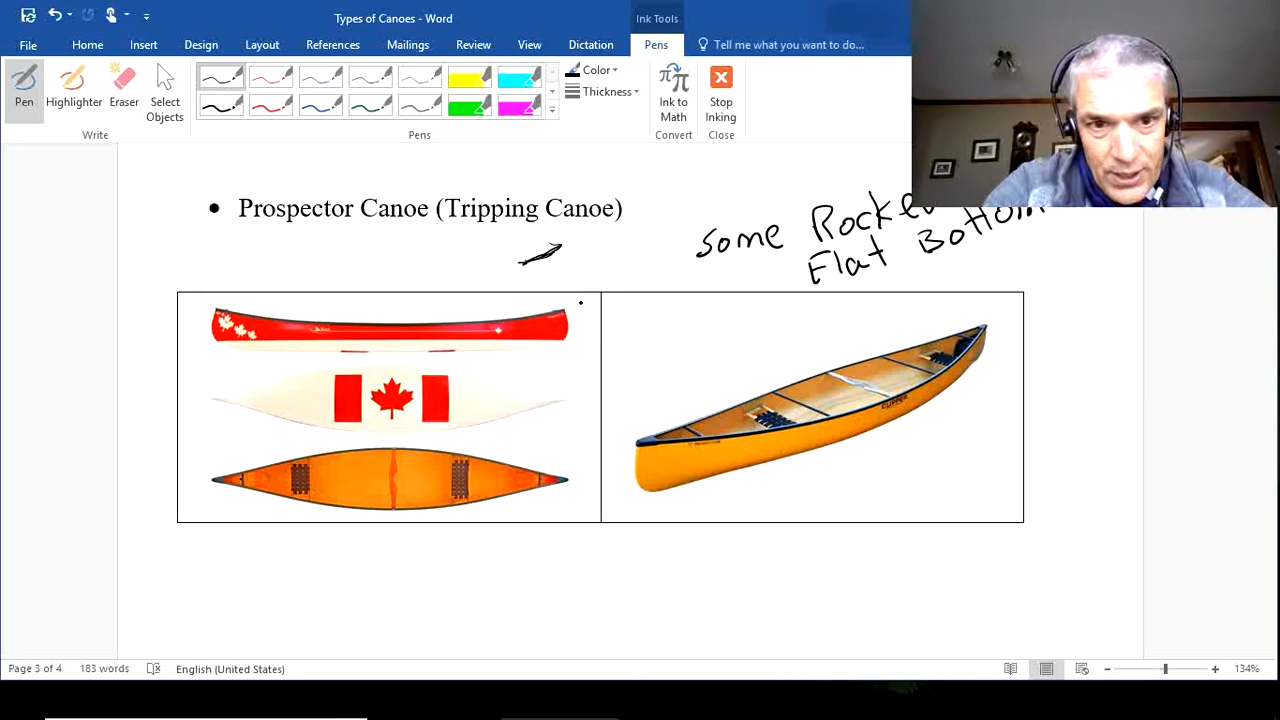 Types of Canoes - Word
Ink Tools
File Home Insert Design Layout References Mailings Review View Dictation Pens Tell me what you want to do...
Pen Highlighter Eraser Select Objects
Color
Thickness
Ink to Math
Stop Inking
Write Pens Convert Close
• Prospector Canoe (Tripping Canoe)
some Rocker
Flat Bottom
CLIPPER
Page 3 of 4 183 words English (United States) 134%